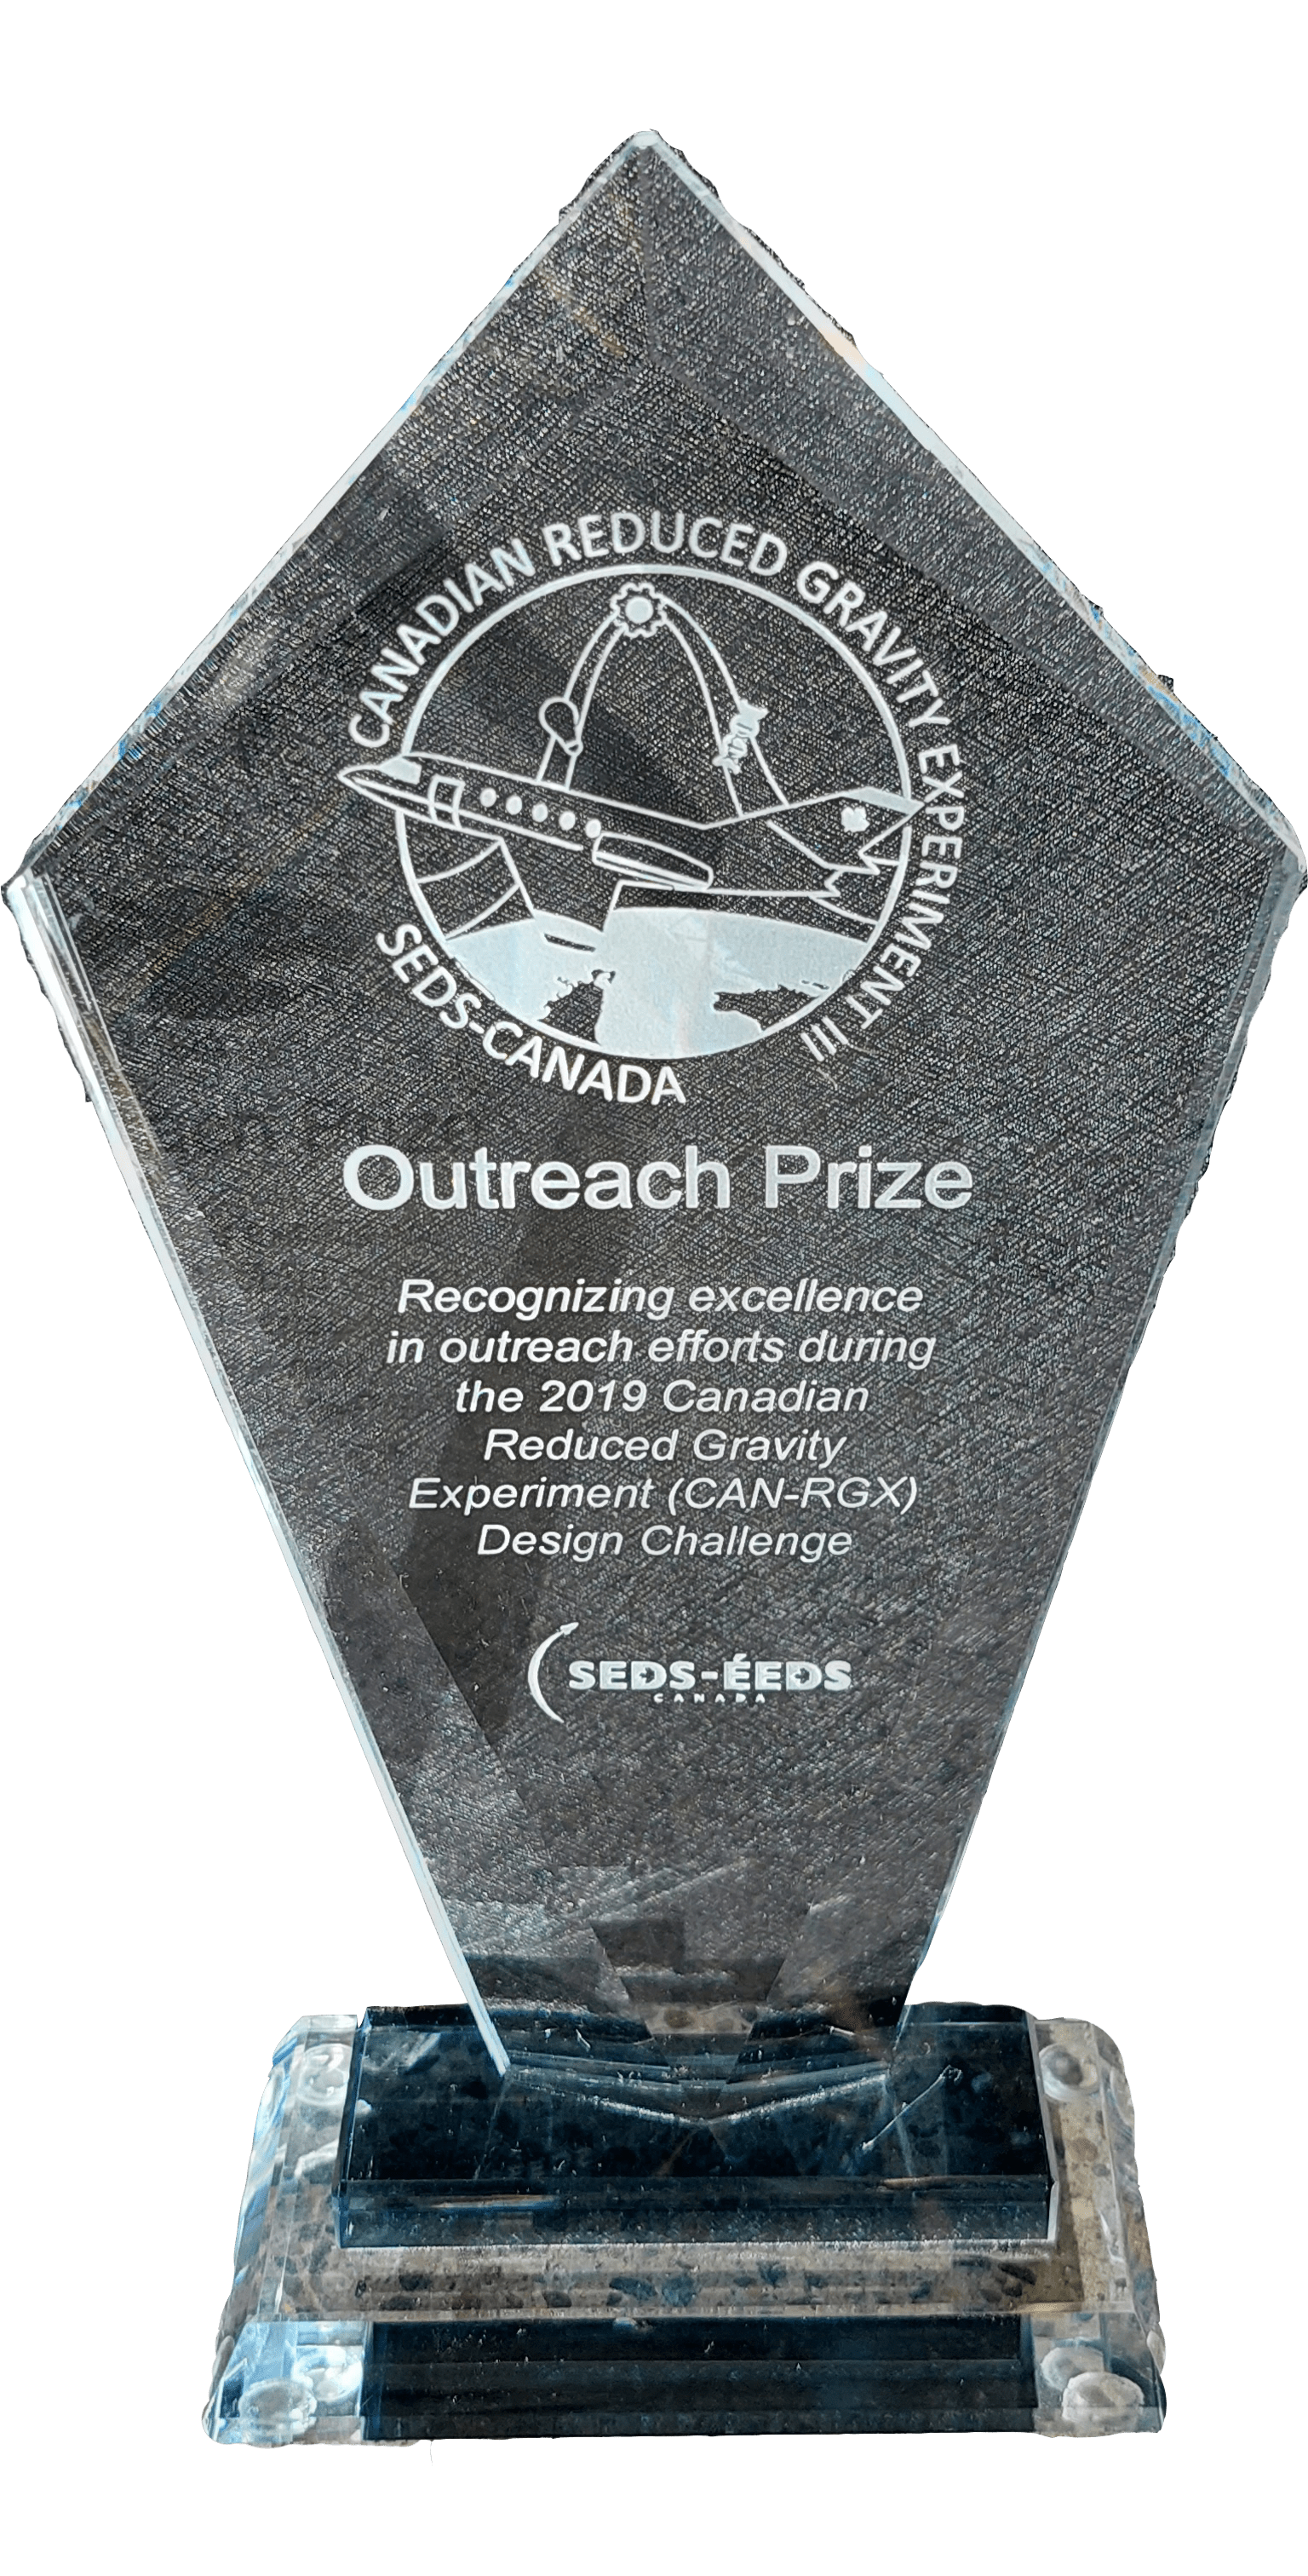 CANADIAN REDUCED GRAVITY EXPERIMENT III
SEDS-CANADA
Outreach Prize
Recognizing excellence
in outreach efforts during
the 2019 Canadian
Reduced Gravity
Experiment (CAN-RGX)
Design Challenge
SEDS-ÉEDS
CANADA